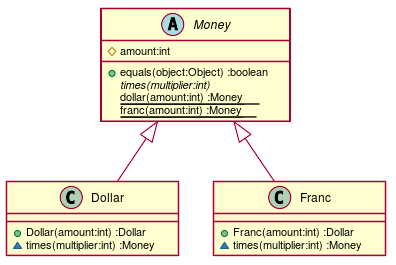 A Money
amount:int
equals(object:Object) :boolean
times(multiplier:int)
dollar(amount:int) :Money
franc(amount:int) :Money
C Dollar
Dollar(amount:int) :Dollar
times(multiplier:int) :Money
C Franc
Franc(amount:int) :Dollar
times(multiplier:int) :Money